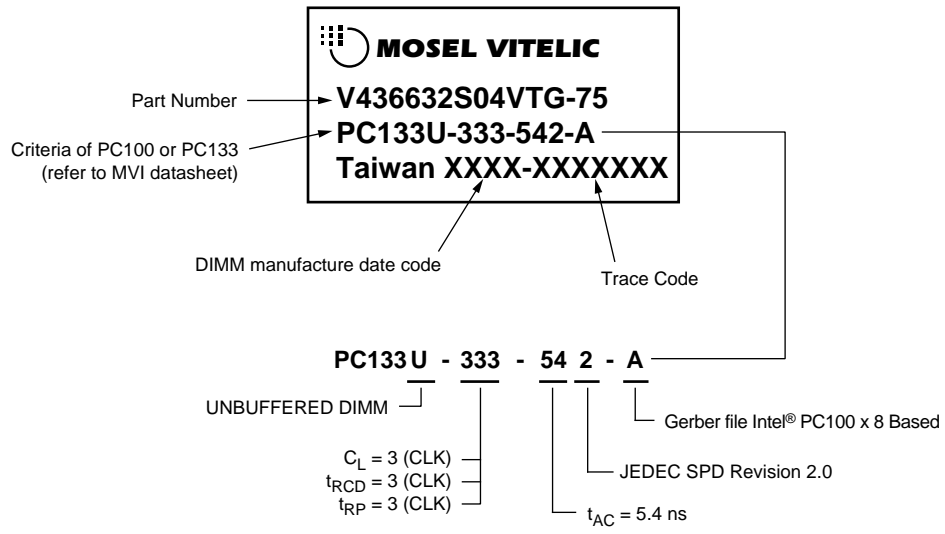 MOSEL VITELIC
Part Number
V436632S04VTG-75
Criteria of PC100 or PC133
(refer to MVI datasheet)
PC133U-333-542-A
Taiwan XXXX-XXXXXXX
DIMM manufacture date code
Trace Code
PC133 U - 333 - 54 2 - A
UNBUFFERED DIMM
Gerber file Intel® PC100 x 8 Based
CL = 3 (CLK)
tRCD = 3 (CLK)
tRP = 3 (CLK)
JEDEC SPD Revision 2.0
tAC = 5.4 ns